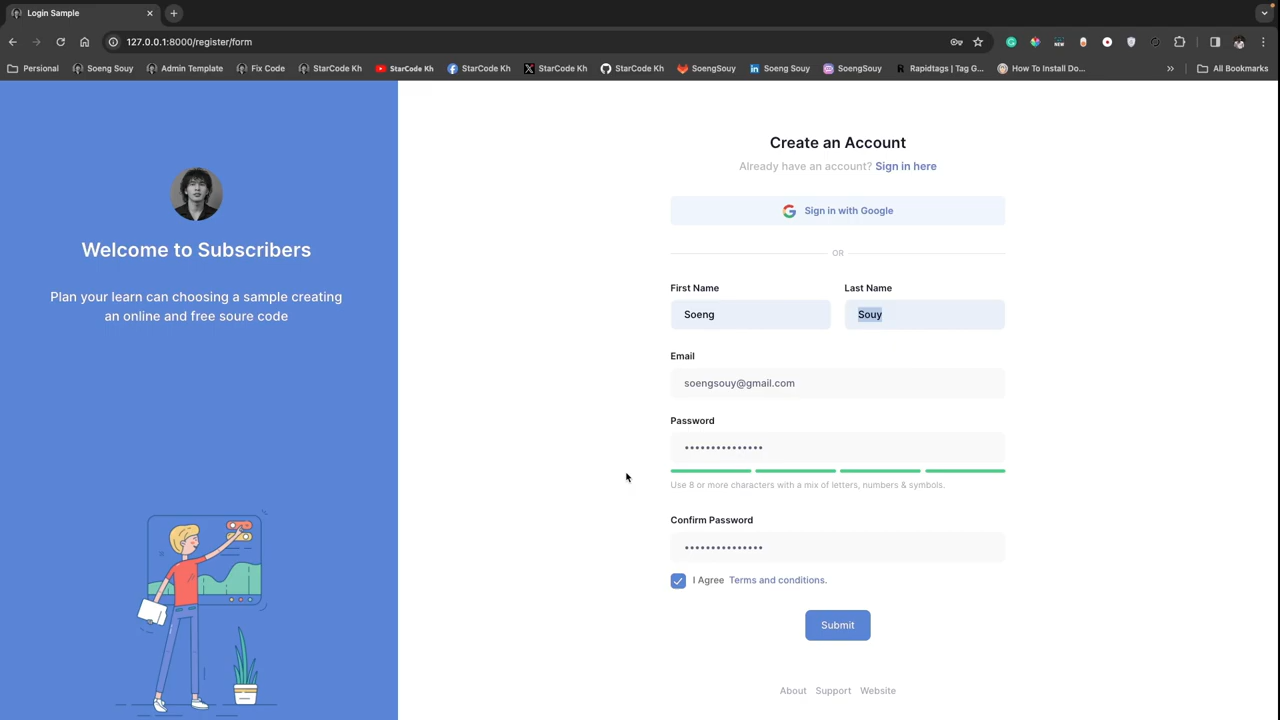 Login Sample
127.0.0.1:8000/register/form
Persional
Soeng Souy
Admin Template
Fix Code
StarCode Kh
StarCode Kh
StarCode Kh
StarCode Kh
StarCode Kh
SoengSouy
Soeng Souy
SoengSouy
Rapidtags | Tag G...
How To Install Do...
All Bookmarks
Welcome to Subscribers
Plan your learn can choosing a sample creating
an online and free soure code
Create an Account
Already have an account? Sign in here
Sign in with Google
OR
First Name
Last Name
Soeng
Souy
Email
soengsouy@gmail.com
Password
•••••••••••••••
Use 8 or more characters with a mix of letters, numbers & symbols.
Confirm Password
•••••••••••••••
I Agree Terms and conditions.
Submit
About Support Website